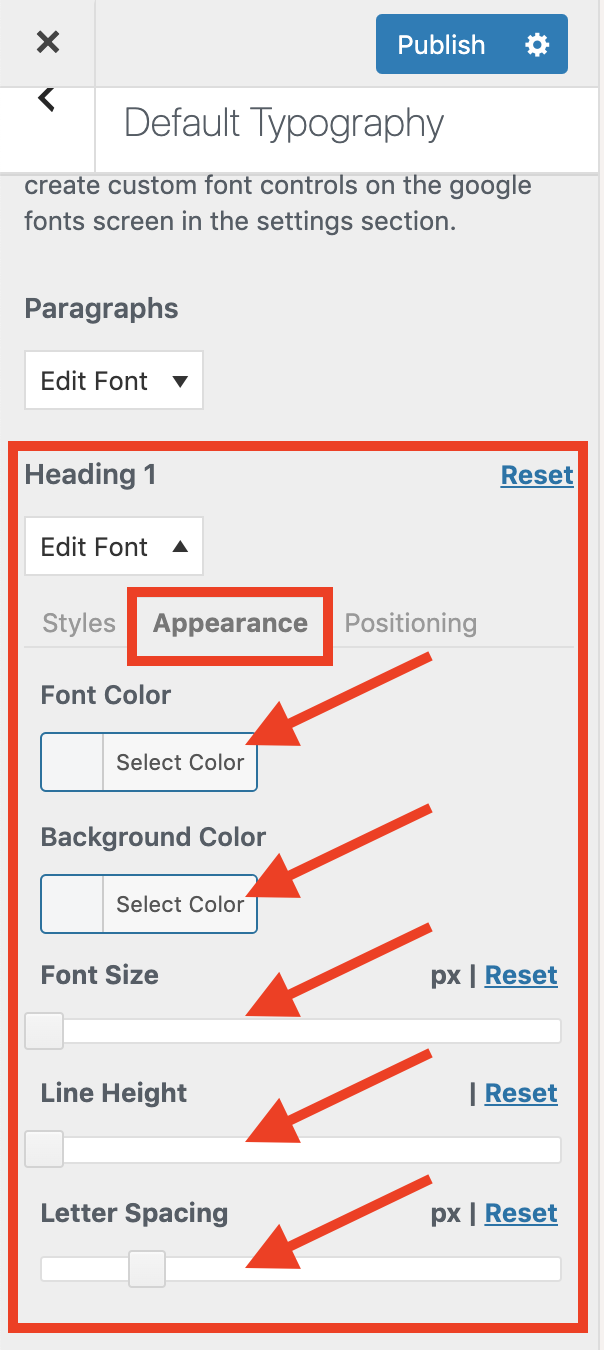 Publish
Default Typography
create custom font controls on the google
fonts screen in the settings section.
Paragraphs
Edit Font
Heading 1 Reset
Edit Font
Styles Appearance Positioning
Font Color
Select Color
Background Color
Select Color
Font Size px | Reset
Line Height | Reset
Letter Spacing px | Reset